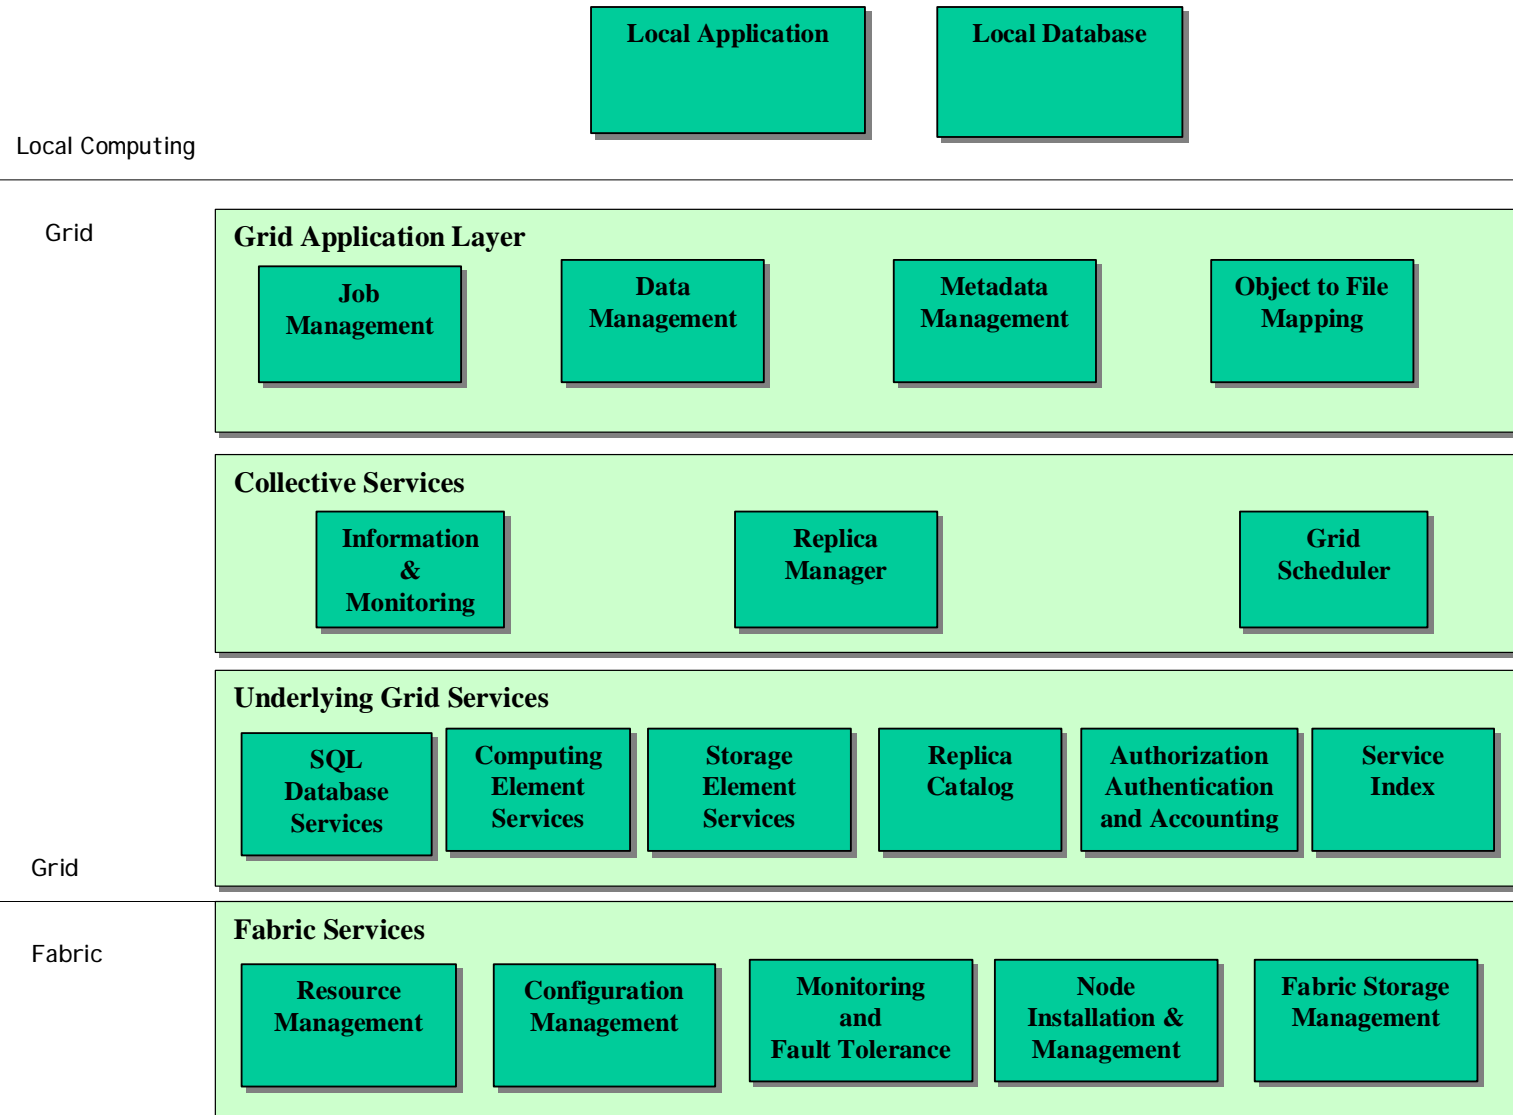 Local Application
Local Database
Local Computing
Grid
Grid Application Layer
Job
Management
Data
Management
Metadata
Management
Object to File
Mapping
Collective Services
Information
&
Monitoring
Replica
Manager
Grid
Scheduler
Underlying Grid Services
SQL
Database
Services
Computing
Element
Services
Storage
Element
Services
Replica
Catalog
Authorization
Authentication
and Accounting
Service
Index
Grid
Fabric
Fabric Services
Resource
Management
Configuration
Management
Monitoring
and
Fault Tolerance
Node
Installation &
Management
Fabric Storage
Management